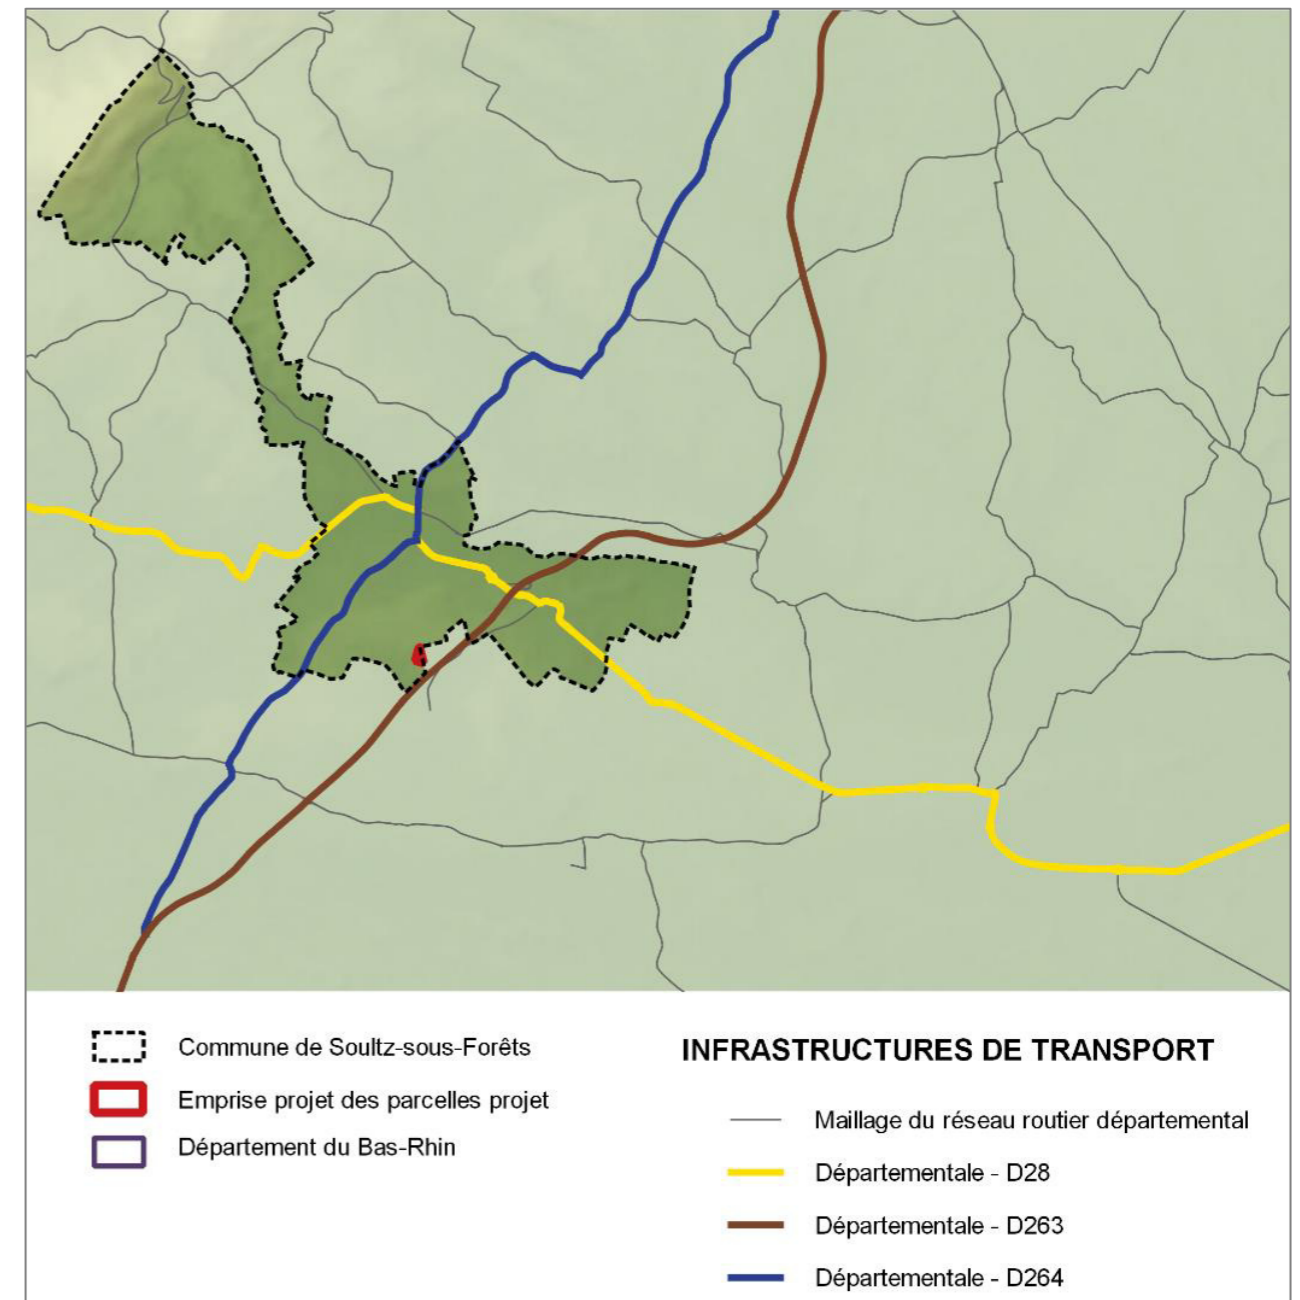 Commune de Soultz-sous-Forêts
Emprise projet des parcelles projet
Département du Bas-Rhin
INFRASTRUCTURES DE TRANSPORT
Maillage du réseau routier départemental
Départementale - D28
Départementale - D263
Départementale - D264